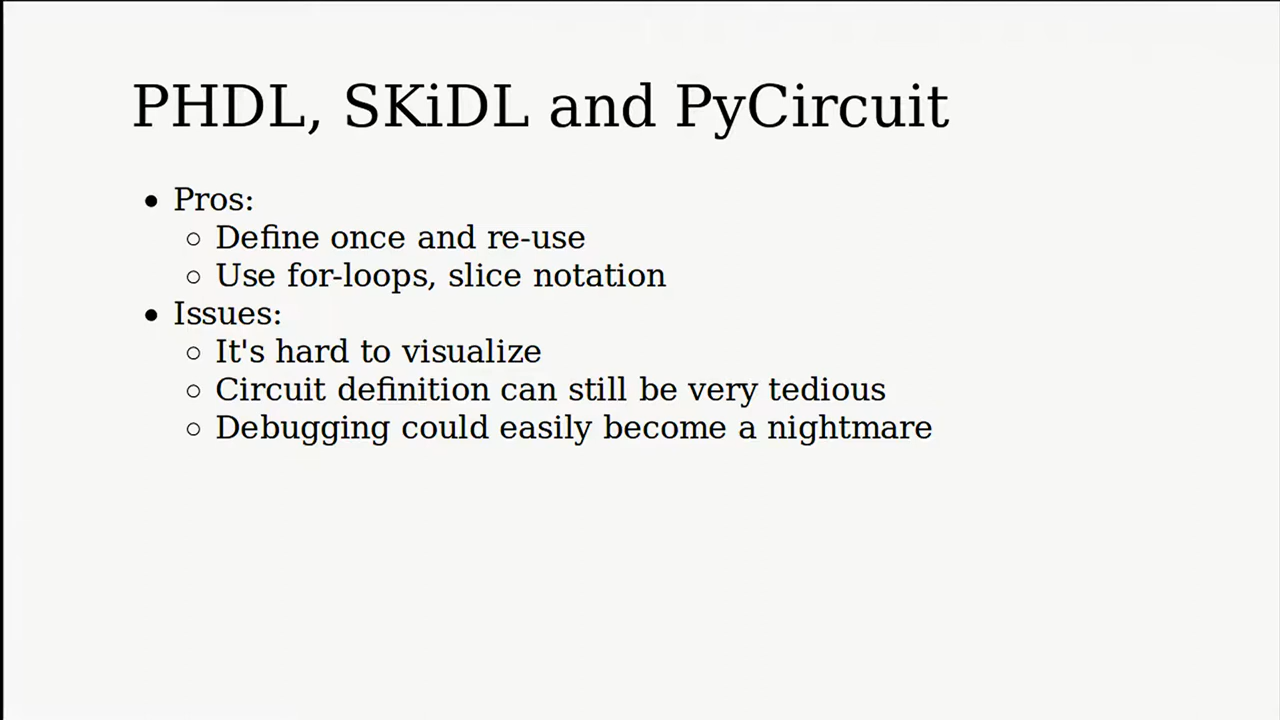 PHDL, SKiDL and PyCircuit
• Pros:
○ Define once and re-use
○ Use for-loops, slice notation
• Issues:
○ It's hard to visualize
○ Circuit definition can still be very tedious
○ Debugging could easily become a nightmare